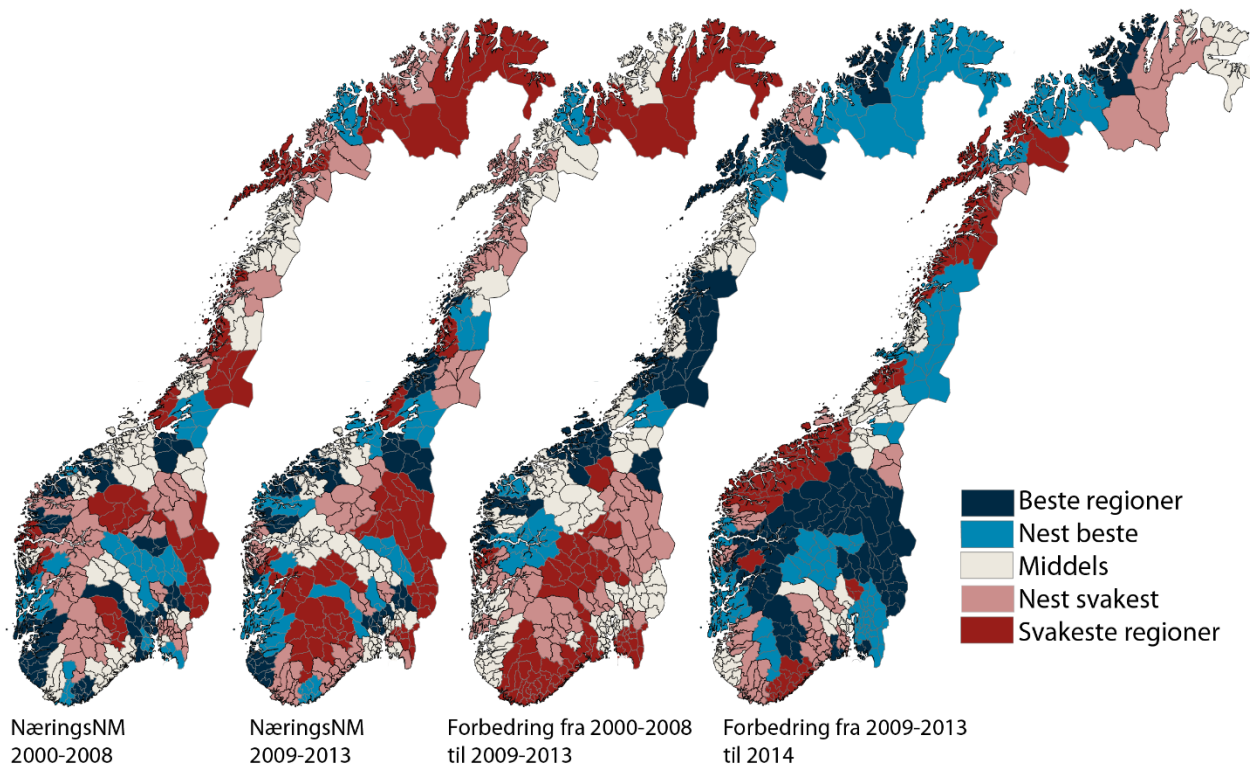 Beste regioner
Nest beste
Middels
Nest svakest
Svakeste regioner
NæringsNM
2000-2008
NæringsNM
2009-2013
Forbedring fra 2000-2008
til 2009-2013
Forbedring fra 2009-2013
til 2014